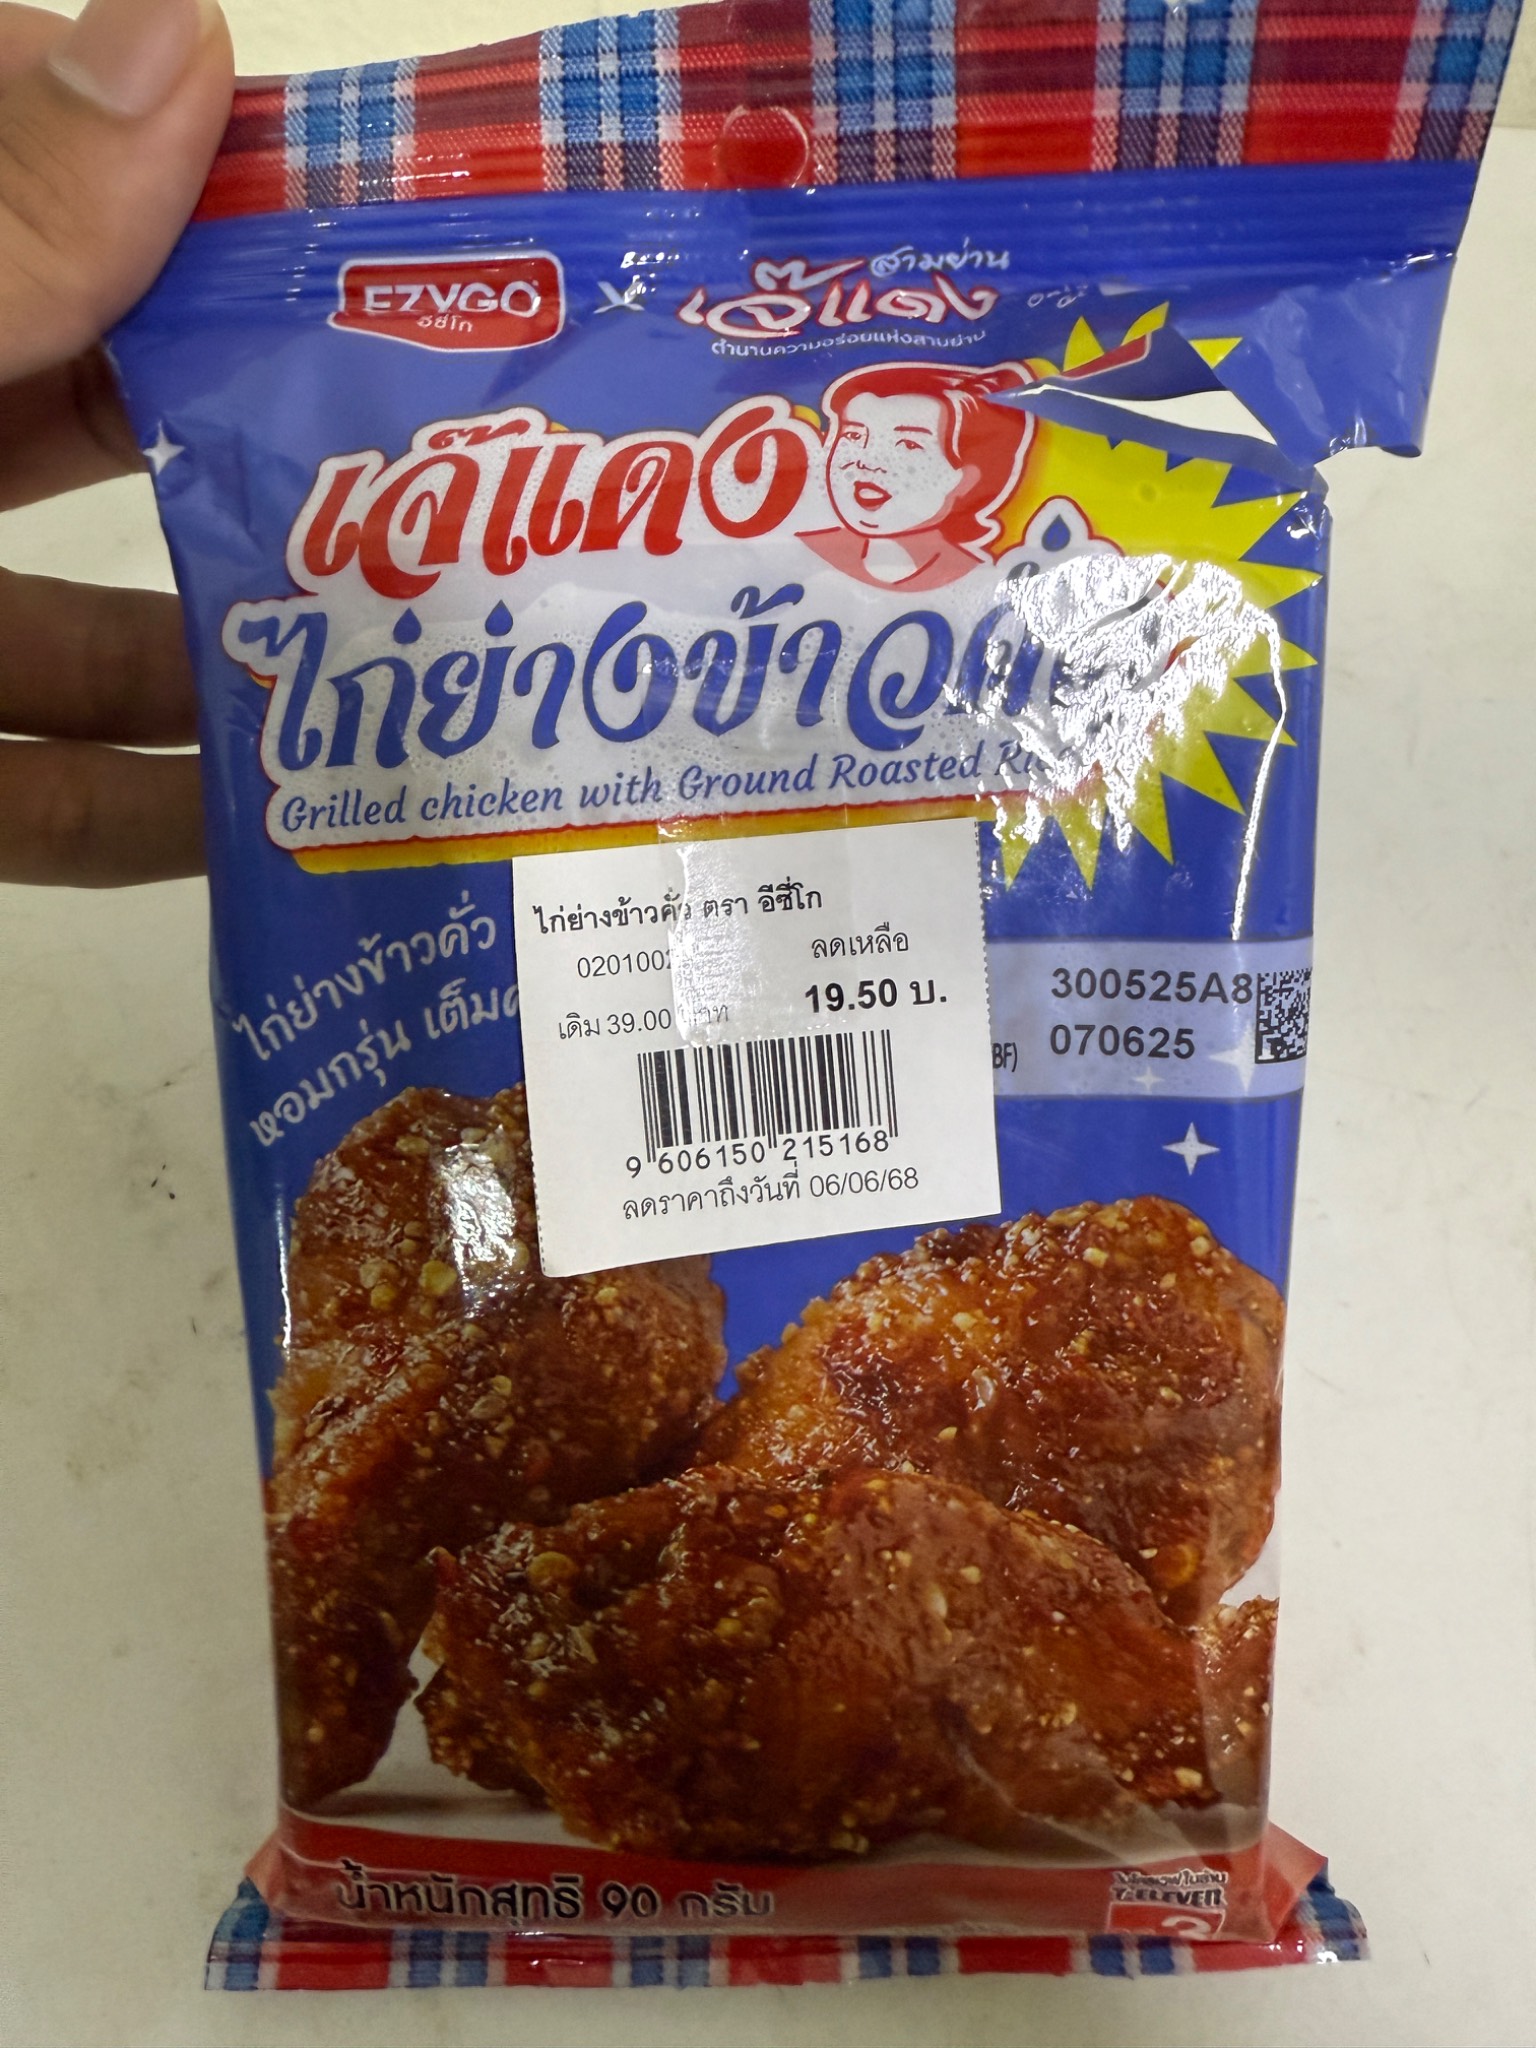 EZYGO
อีซี่โก
X
สามย่าน
เจ๊แดง
ตำนานความอร่อยแห่งสามย่าน
เจ๊แดง
ไก่ย่างข้าวคั่ว
Grilled chicken with Ground Roasted
ไก่ย่างข้าวคั่ว
หอมกรุ่น
ไก่ย่างข้าวคั่ว ตรา อีซี่โก
ลดเหลือ
เดิม 39.00 บาท
19.50 บ.
9 606150 215168
ลดราคาถึงวันที่ 06/06/68
300525A8
BF) 070625
น้ำหนักสุทธิ 90 กรัม
7-ELEVEN